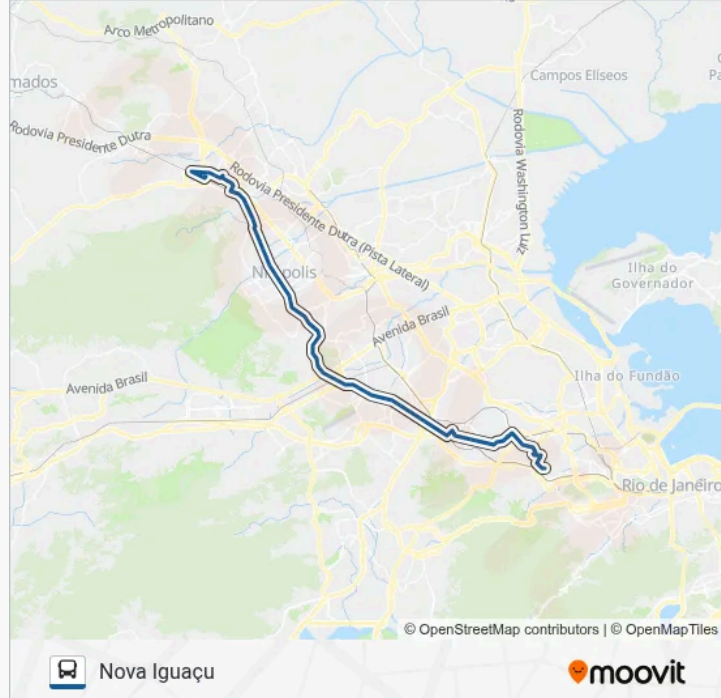 Arco Metropolitano
Campos Elíseos
mados
Rodovia Presidente Dutra
Rodovia Washington Luiz
Rodovia Presidente Dutra (Pista Lateral)
Ilha do
Governador
Nilópolis
Avenida Brasil
Avenida Brasil
Ilha do Fundão
Rio de Janeiro
© OpenStreetMap contributors | © OpenMapTiles
Nova Iguaçu
moovit